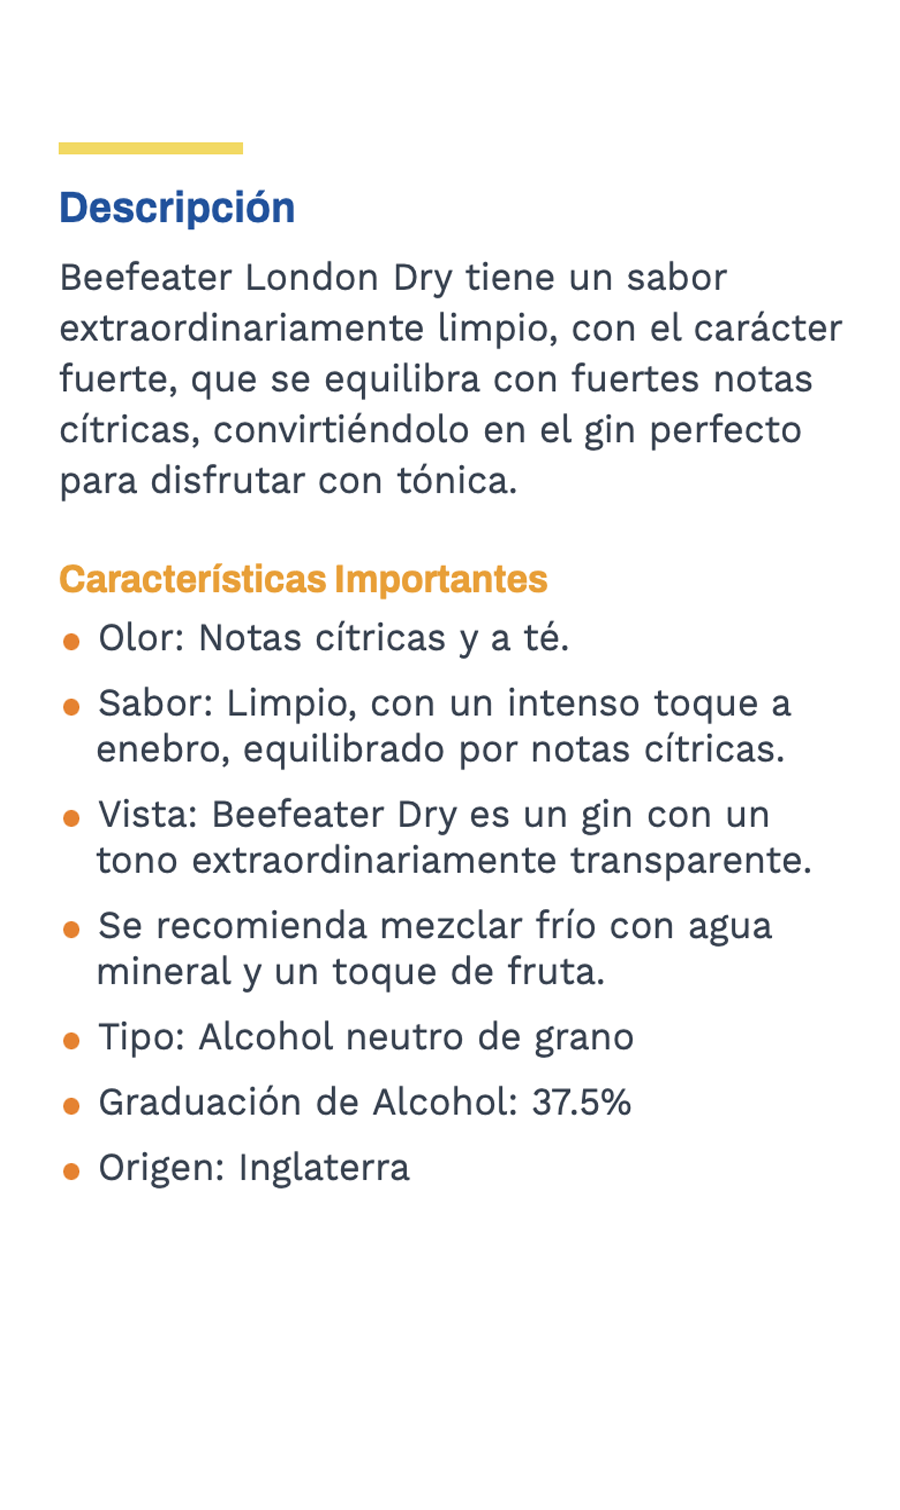 Descripción
Beefeater London Dry tiene un sabor
extraordinariamente limpio, con el carácter
fuerte, que se equilibra con fuertes notas
cítricas, convirtiéndolo en el gin perfecto
para disfrutar con tónica.
Características Importantes
• Olor: Notas cítricas y a té.
• Sabor: Limpio, con un intenso toque a
enebro, equilibrado por notas cítricas.
• Vista: Beefeater Dry es un gin con un
tono extraordinariamente transparente.
• Se recomienda mezclar frío con agua
mineral y un toque de fruta.
• Tipo: Alcohol neutro de grano
• Graduación de Alcohol: 37.5%
• Origen: Inglaterra